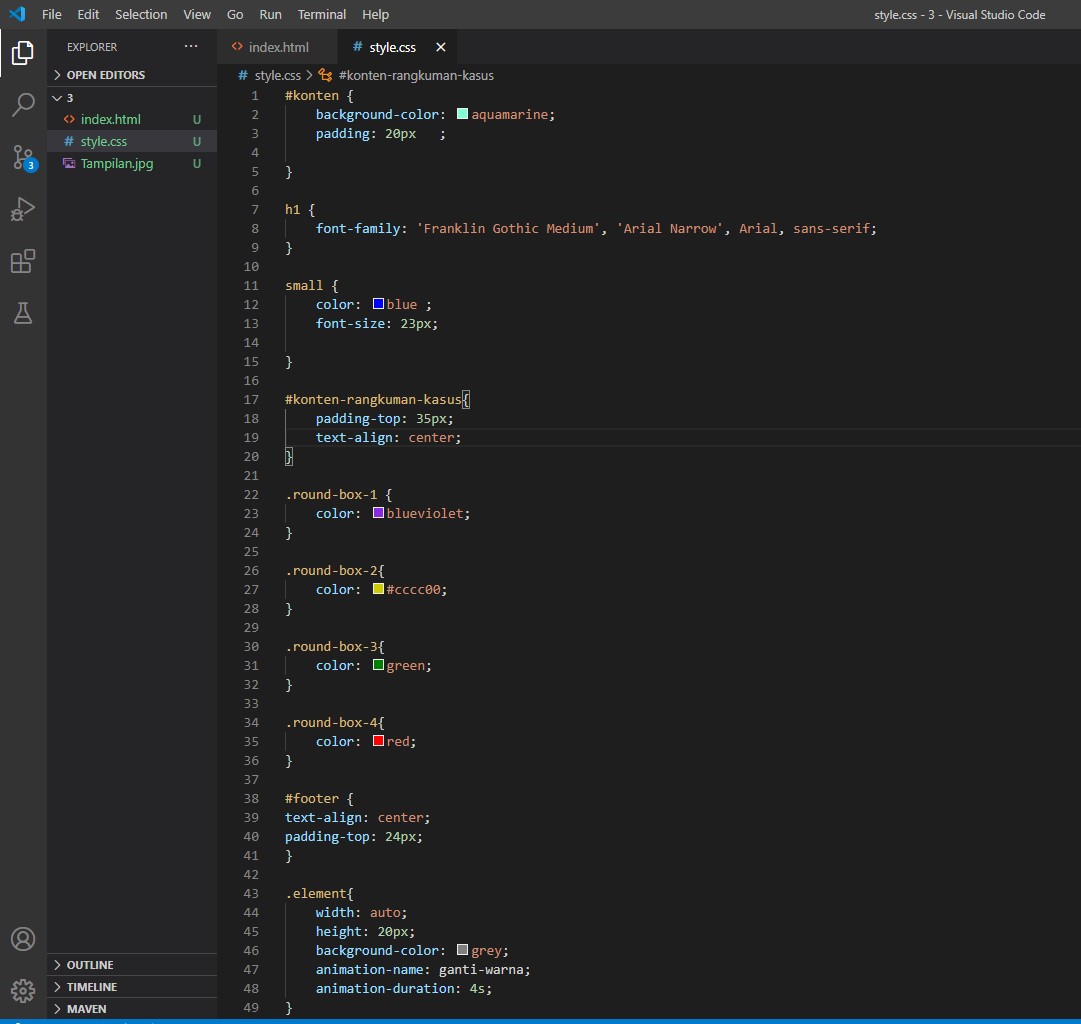 File Edit Selection View Go Run Terminal Help style.css - 3 - Visual Studio Code
EXPLORER ···
OPEN EDITORS
3
index.html U
style.css U
Tampilan.jpg U
3
OUTLINE
TIMELINE
MAVEN
index.html # style.css ×
# style.css > #konten-rangkuman-kasus
1 #konten {
2 background-color: aquamarine;
3 padding: 20px   ;
4
5 }
6
7 h1 {
8 font-family: 'Franklin Gothic Medium', 'Arial Narrow', Arial, sans-serif;
9 }
10
11 small {
12 color: blue ;
13 font-size: 23px;
14
15 }
16
17 #konten-rangkuman-kasus{
18 padding-top: 35px;
19 text-align: center;
20 }
21
22 .round-box-1 {
23 color: blueviolet;
24 }
25
26 .round-box-2{
27 color: #cccc00;
28 }
29
30 .round-box-3{
31 color: green;
32 }
33
34 .round-box-4{
35 color: red;
36 }
37
38 #footer {
39 text-align: center;
40 padding-top: 24px;
41 }
42
43 .element{
44 width: auto;
45 height: 20px;
46 background-color: grey;
47 animation-name: ganti-warna;
48 animation-duration: 4s;
49 }